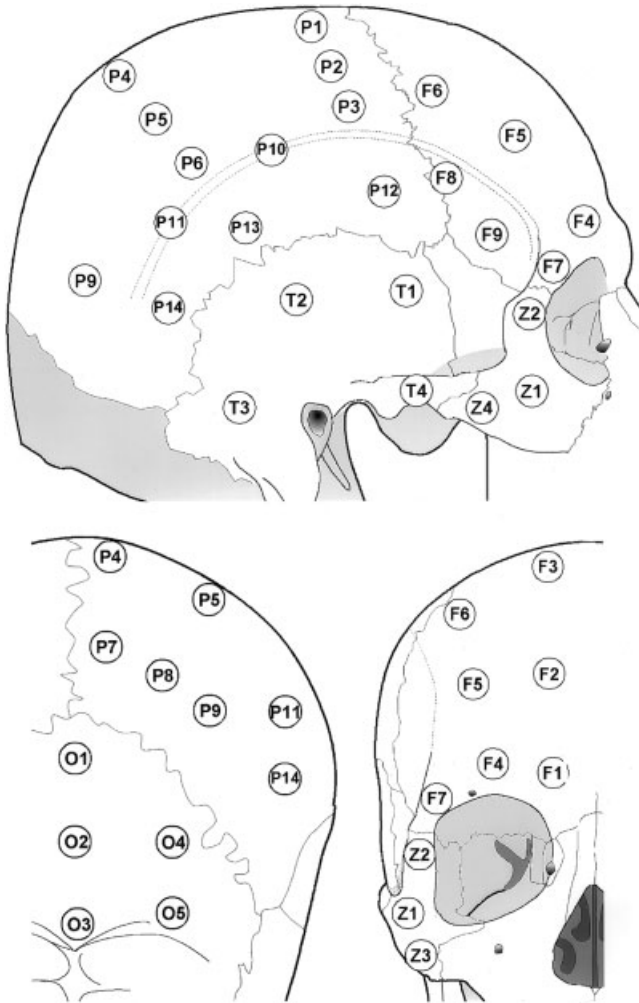 P1
P4 P2 F6
P5 P3 F5
P6 P10 F8
P11 P13 P12 F9 F4
P9 P14 T2 T1 F7 Z2
T3 T4 Z4 Z1
P4
P5
P7
P8
P9 P11
O1 P14
O2 O4
O3 O5
F3
F6
F5 F2
F4 F1
F7
Z2
Z1
Z3